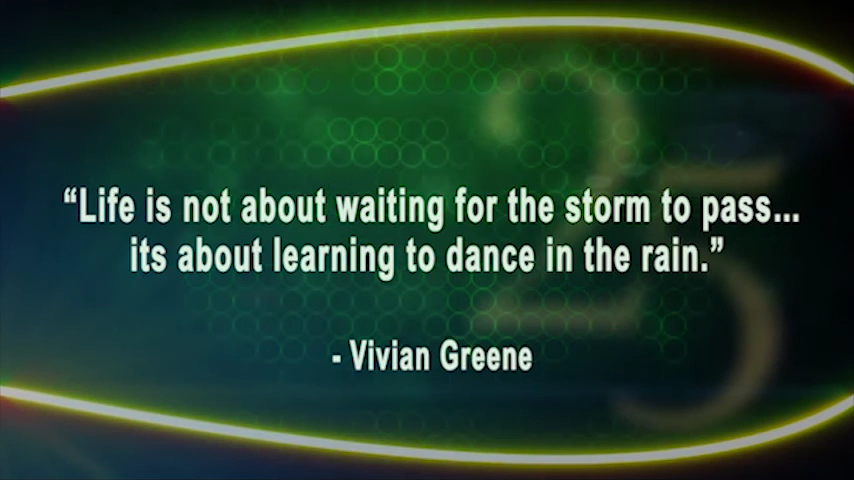 25
“Life is not about waiting for the storm to pass...
its about learning to dance in the rain.”
- Vivian Greene